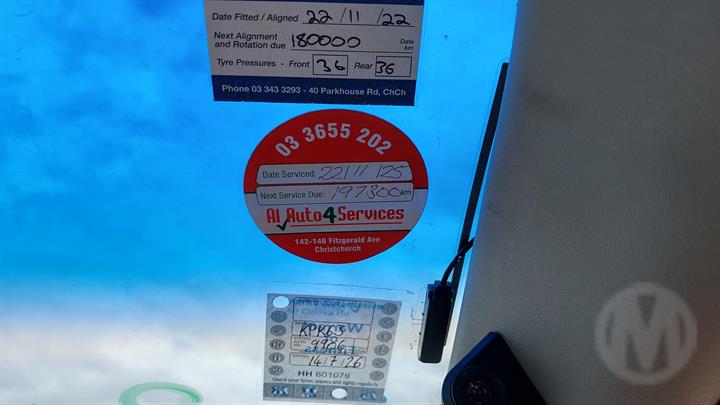 Date Fitted / Aligned 22/11/22
Next Alignment and Rotation due 180000 Date km
Tyre Pressures - Front 36 Rear 36
Phone 03 343 3293 - 40 Parkhouse Rd, ChCh
03 3655 202
Date Serviced: 22/11/25
Next Service Due: 197300 km
A1 Auto4Services
142-146 Fitzgerald Ave
Christchurch
KPK63
9986
14/7/26
HH 601079
Check your tyres, wipers and lights regularly
M